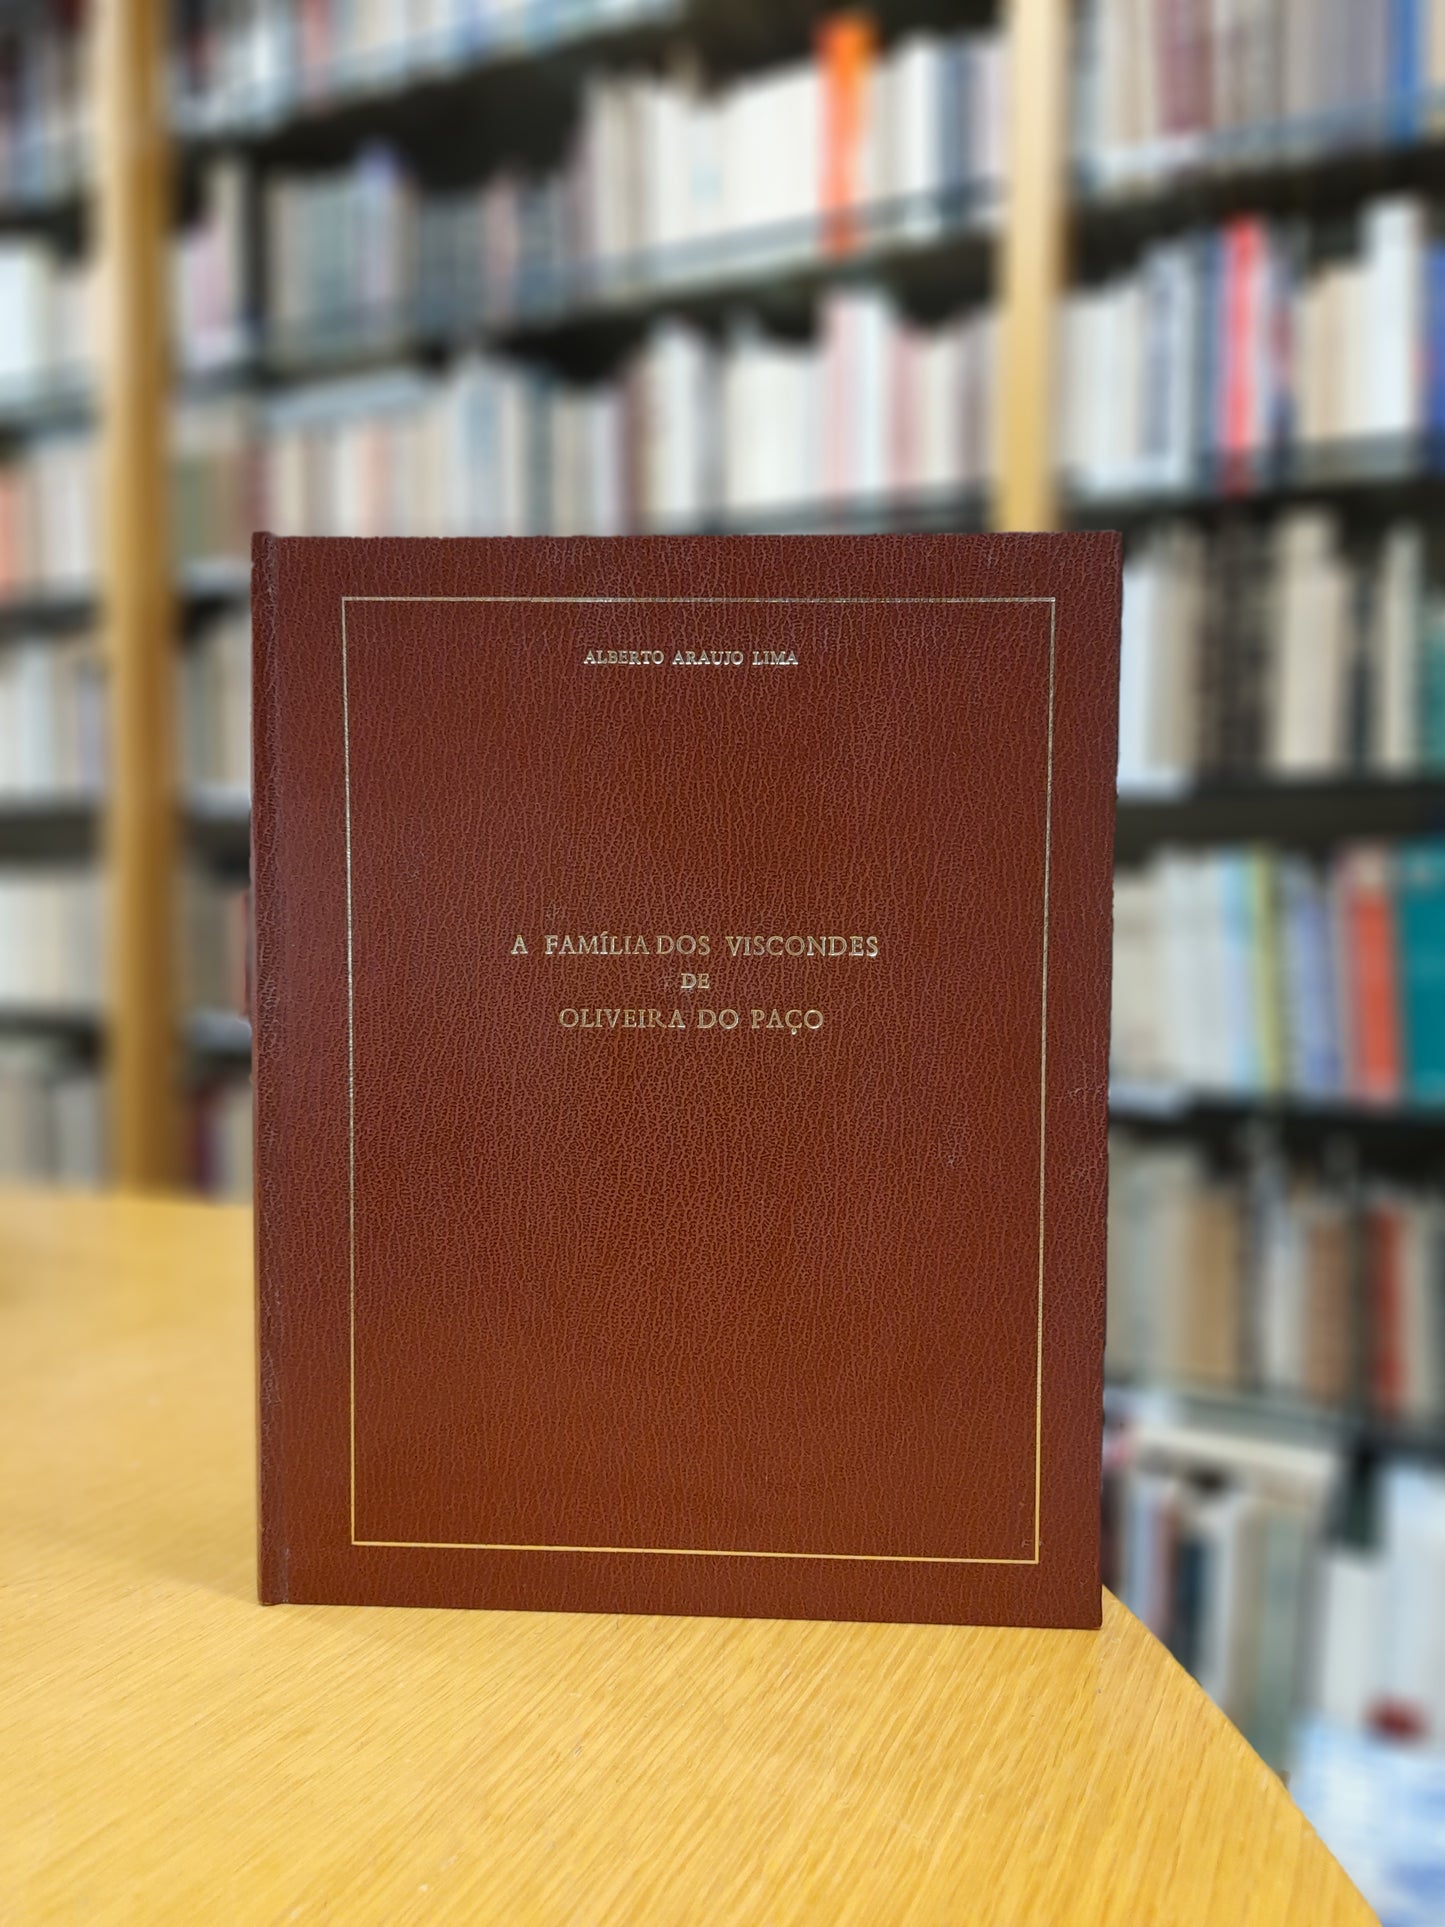 ALBERTO ARAUJO LIMA
A FAMÍLIA DOS VISCONDES
DE
OLIVEIRA DO PAÇO